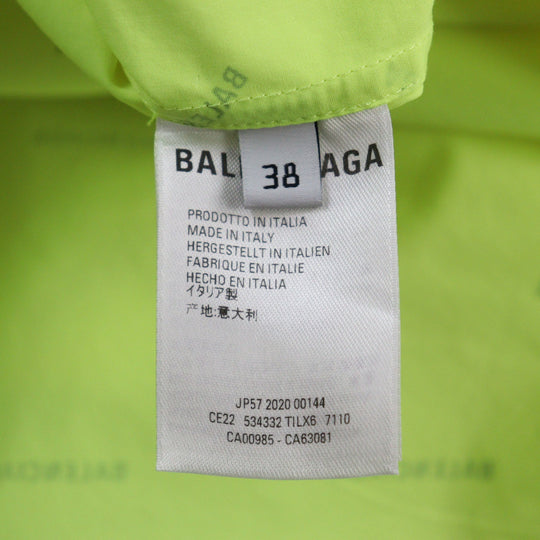 BAL AGA
38
PRODOTTO IN ITALIA
MADE IN ITALY
HERGESTELLT IN ITALIEN
FABRIQUE EN ITALIE
HECHO EN ITALIA
イタリア製
产地:意大利
JP57 2020 00144
CE22 534332 TILX6 7110
CA00985 - CA63081